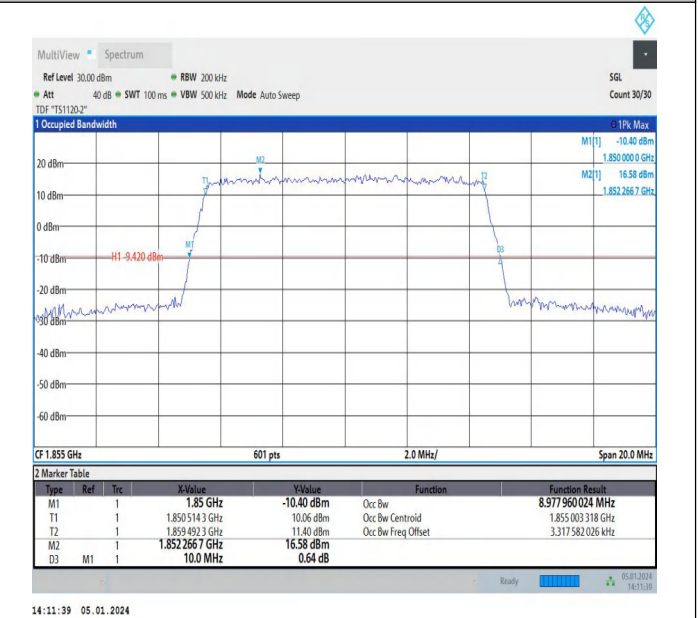 MultiView Spectrum
Ref Level 30.00 dBm RBW 200 kHz SGL
Att 40 dB SWT 100 ms VBW 500 kHz Mode Auto Sweep Count 30/30
TDF "TS1120-2"
1 Occupied Bandwidth 1Pk Max
M1[1] -10.40 dBm
1.850 000 0 GHz
M2[1] 16.58 dBm
1.852 266 7 GHz
M2
20 dBm
T1
T2
10 dBm
0 dBm
M1
D3
-10 dBm
H1 -9.420 dBm
-20 dBm
-30 dBm
-40 dBm
-50 dBm
-60 dBm
CF 1.855 GHz 601 pts 2.0 MHz/ Span 20.0 MHz
2 Marker Table
Type Ref Trc X-Value Y-Value Function Function Result
M1 1 1.85 GHz -10.40 dBm Occ Bw 8.977 960 024 MHz
T1 1 1.850 514 3 GHz 10.06 dBm Occ Bw Centroid 1.855 003 318 GHz
T2 1 1.859 492 3 GHz 11.40 dBm Occ Bw Freq Offset 3.317 582 026 kHz
M2 1 1.852 266 7 GHz 16.58 dBm
D3 M1 1 10.0 MHz 0.64 dB
Ready 05.01.2024
14:11:39
14:11:39 05.01.2024